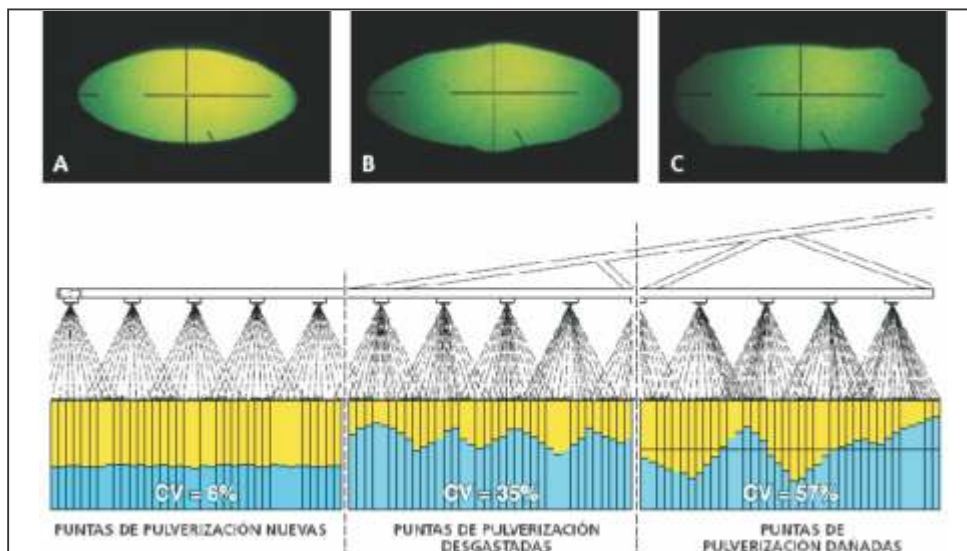 A
B
C
CV = 6%
CV = 35%
CV = 57%
PUNTAS DE PULVERIZACIÓN NUEVAS
PUNTAS DE PULVERIZACIÓN
DESGASTADAS
PUNTAS DE
PULVERIZACIÓN DAÑADAS